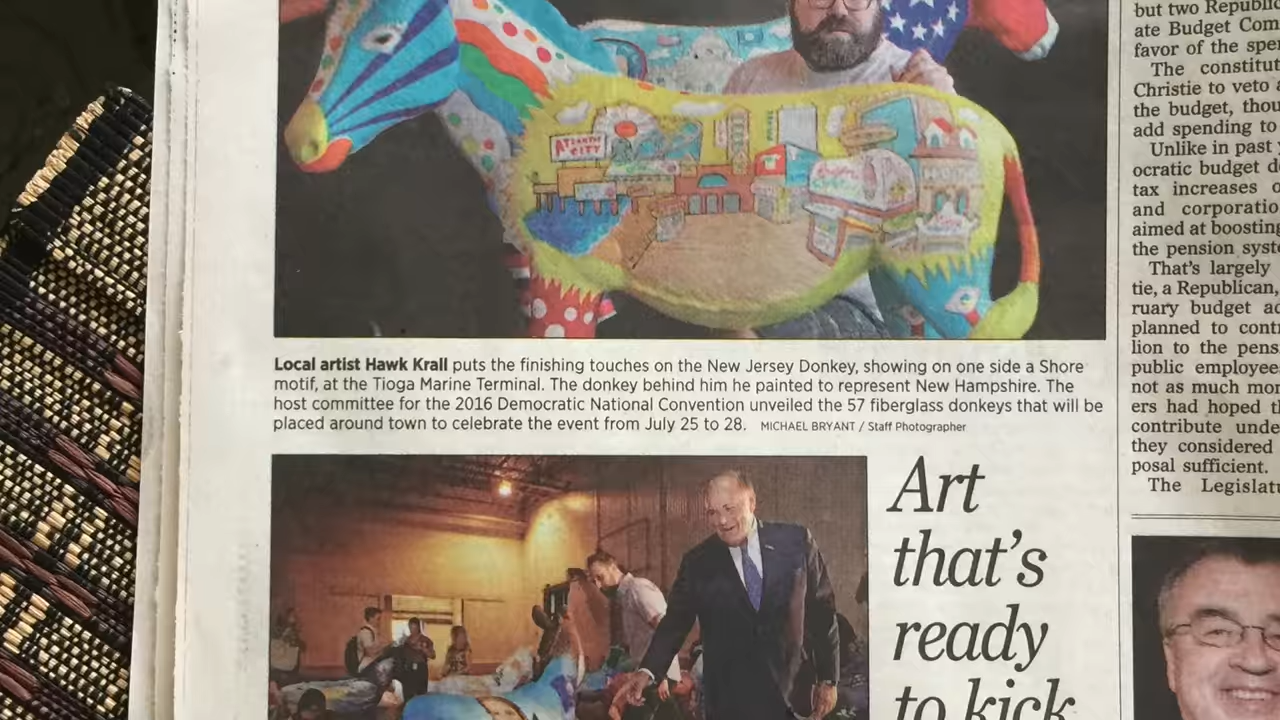 ATLANTIC
CITY
Local artist Hawk Krall puts the finishing touches on the New Jersey Donkey, showing on one side a Shore
motif, at the Tioga Marine Terminal. The donkey behind him he painted to represent New Hampshire. The
host committee for the 2016 Democratic National Convention unveiled the 57 fiberglass donkeys that will be
placed around town to celebrate the event from July 25 to 28. MICHAEL BRYANT / Staff Photographer
Art
that's
ready
to kick
but two Republic
ate Budget Com
favor of the spe
The constitut
Christie to veto
the budget, thou
add spending to
Unlike in past
ocratic budget d
tax increases
and corporatio
aimed at boosting
the pension syst
That's largely
tie, a Republican,
ruary budget ad
planned to conti
lion to the pens
public employee
not as much mor
ers had hoped t
contribute unde
they considered
posal sufficient.
The Legislatu